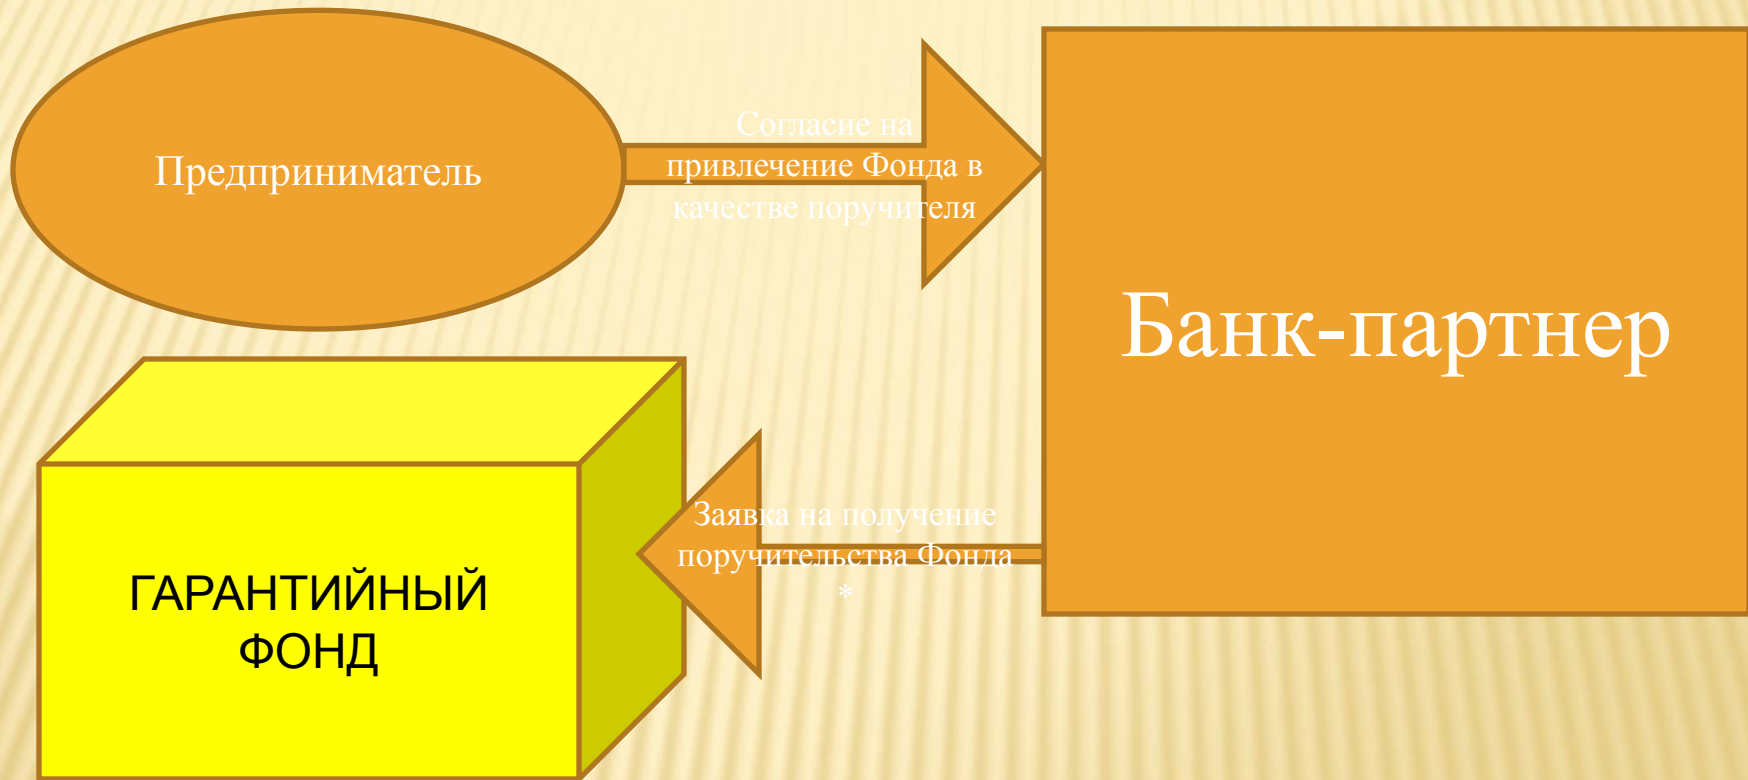 Предприниматель
Согласие на
привлечение Фонда в
качестве поручителя
Банк-партнер
Заявка на получение
поручительства Фонда
*
ГАРАНТИЙНЫЙ
ФОНД